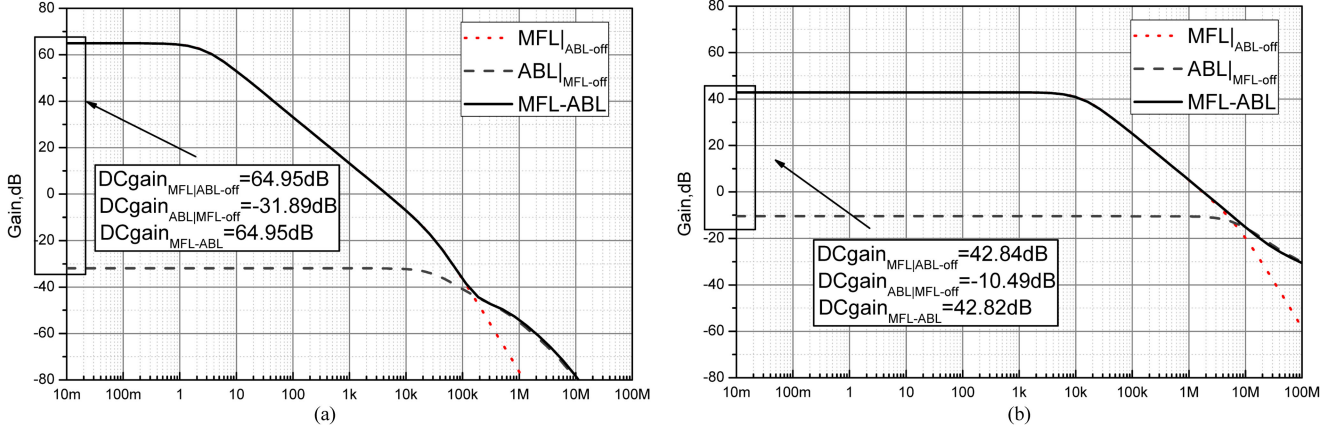 80
60
40
20
0
-20
-40
-60
-80
Gain,dB
MFL|ABL-off
ABL|MFL-off
MFL-ABL
DCgainMFL|ABL-off=64.95dB
DCgainABL|MFL-off=-31.89dB
DCgainMFL-ABL=64.95dB
10m 100m 1 10 100 1k 10k 100k 1M 10M 100M
(a)
80
60
40
20
0
-20
-40
-60
-80
Gain,dB
MFL|ABL-off
ABL|MFL-off
MFL-ABL
DCgainMFL|ABL-off=42.84dB
DCgainABL|MFL-off=-10.49dB
DCgainMFL-ABL=42.82dB
10m 100m 1 10 100 1k 10k 100k 1M 10M 100M
(b)